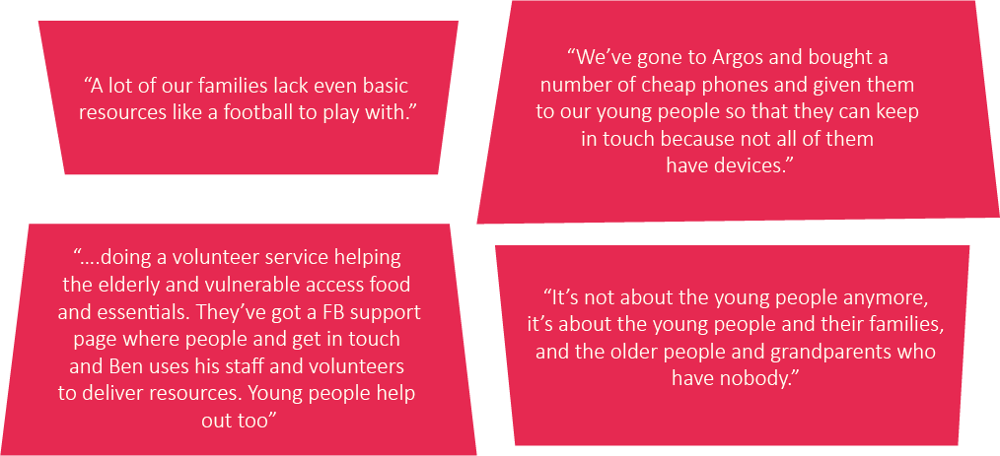 “A lot of our families lack even basic
resources like a football to play with.”
“We’ve gone to Argos and bought a
number of cheap phones and given them
to our young people so that they can keep
in touch because not all of them
have devices.”
“....doing a volunteer service helping
the elderly and vulnerable access food
and essentials. They’ve got a FB support
page where people and get in touch
and Ben uses his staff and volunteers
to deliver resources. Young people help
out too”
“It’s not about the young people anymore,
it’s about the young people and their families,
and the older people and grandparents who
have nobody.”